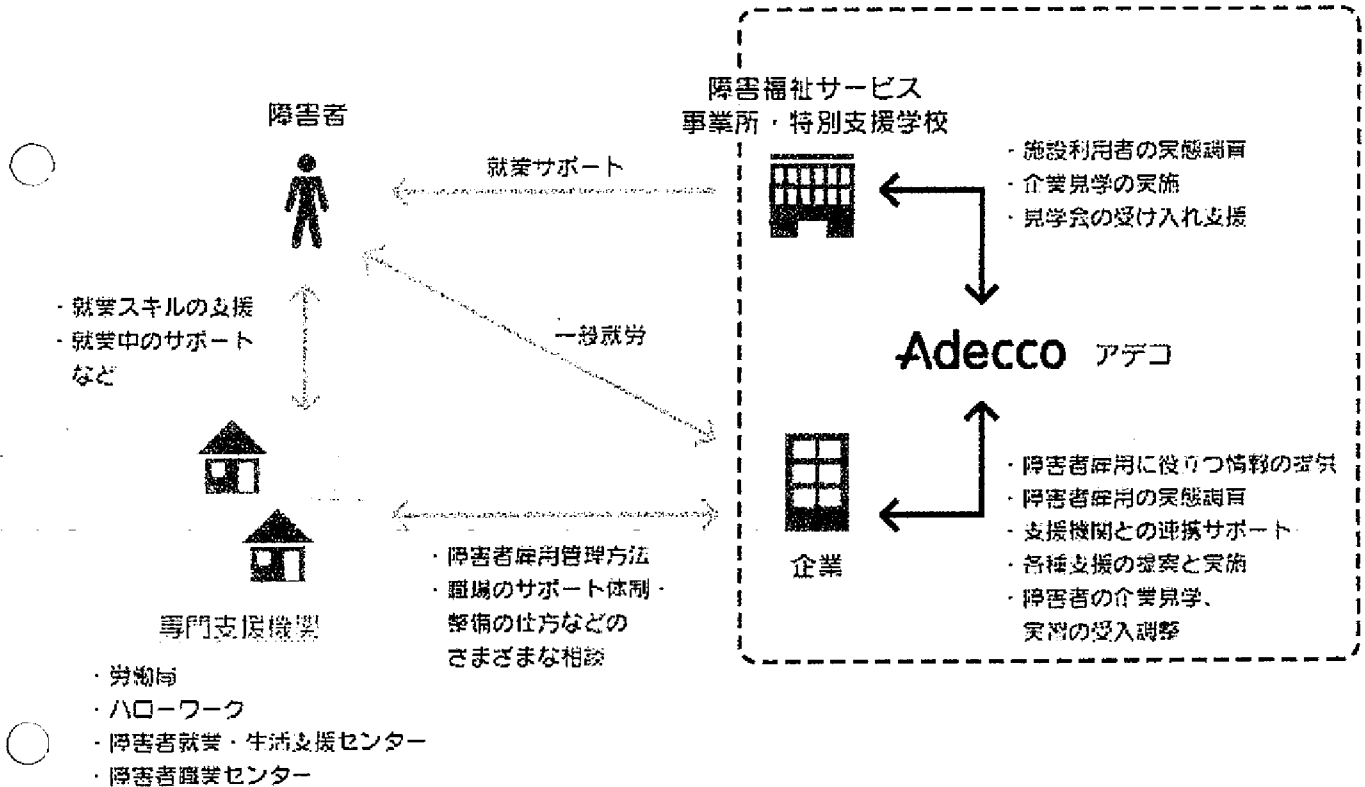 障害者
障害福祉サービス
事業所・特別支援学校
就業サポート
・施設利用者の実態調査
・企業見学の実施
・見学会の受け入れ支援
・就業スキルの支援
・就業中のサポート
など
一般就労
Adecco アデコ
・障害者雇用に役立つ情報の提供
・障害者雇用の実態調査
・支援機関との連携サポート
・各種支援の提案と実施
・障害者の企業見学、
実習の受入調整
企業
・障害者雇用管理方法
・職場のサポート体制・
整備の仕方などの
さまざまな相談
専門支援機関
・労働局
・ハローワーク
・障害者就業・生活支援センター
・障害者職業センター